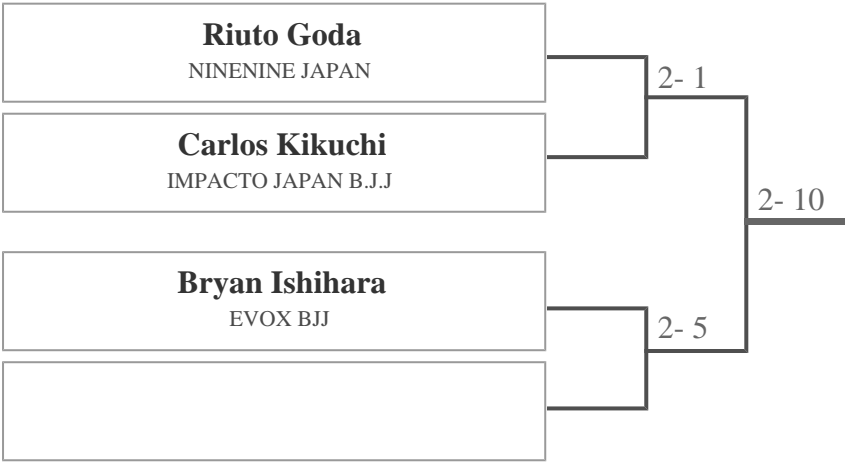 Riuto Goda
NINENINE JAPAN
2- 1
Carlos Kikuchi
IMPACTO JAPAN B.J.J
2- 10
Bryan Ishihara
EVOX BJJ
2- 5